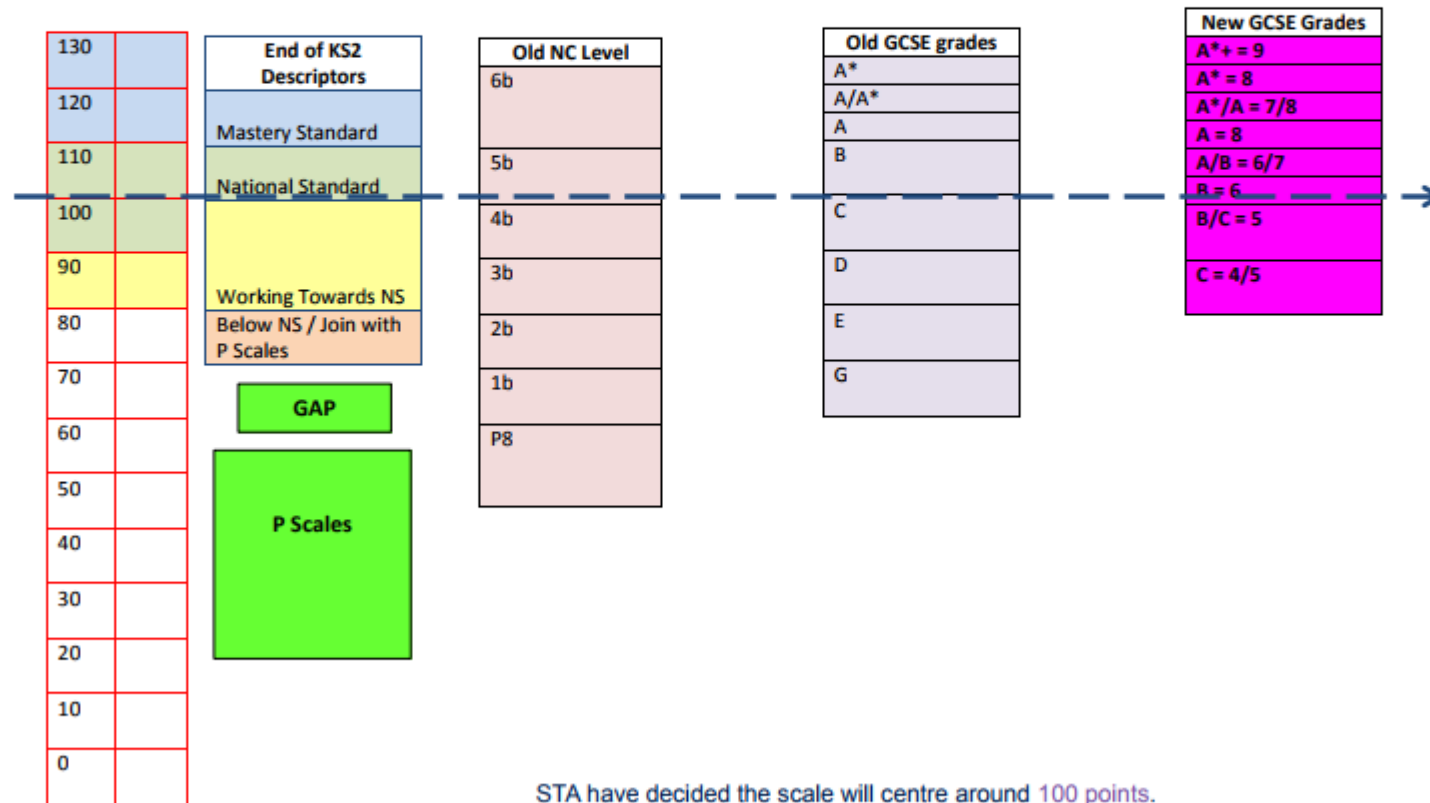 130
120
110
100
90
80
70
60
50
40
30
20
10
0
End of KS2
Descriptors
Mastery Standard
National Standard
Working Towards NS
Below NS / Join with
P Scales
GAP
P Scales
Old NC Level
6b
5b
4b
3b
2b
1b
P8
Old GCSE grades
A*
A/A*
A
B
C
D
E
G
New GCSE Grades
A*+ = 9
A* = 8
A*/A = 7/8
A = 8
A/B = 6/7
B = 6
B/C = 5
C = 4/5
STA have decided the scale will centre around 100 points.